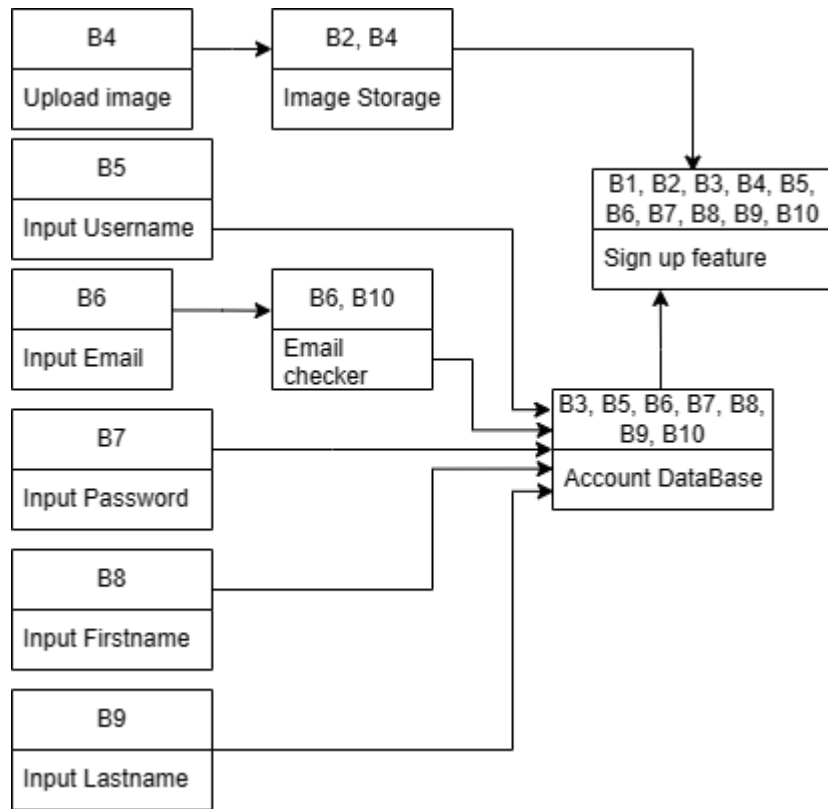 B4
Upload image
B2, B4
Image Storage
B5
Input Username
B1, B2, B3, B4, B5,
B6, B7, B8, B9, B10
Sign up feature
B6
Input Email
B6, B10
Email
checker
B7
Input Password
B3, B5, B6, B7, B8,
B9, B10
Account DataBase
B8
Input Firstname
B9
Input Lastname